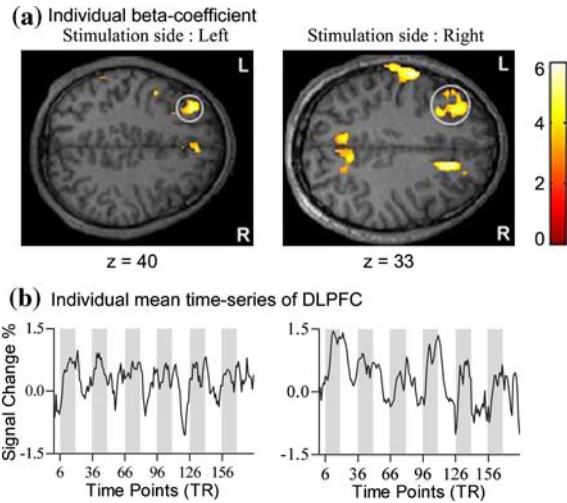 (a) Individual beta-coefficient
Stimulation side : Left
Stimulation side : Right
L
R
L
R
6
4
2
0
z = 40
z = 33
(b) Individual mean time-series of DLPFC
Signal Change %
1.5
0.0
-1.5
6 36 66 96 126 156
Time Points (TR)
1.5
0.0
-1.5
6 36 66 96 126 156
Time Points (TR)